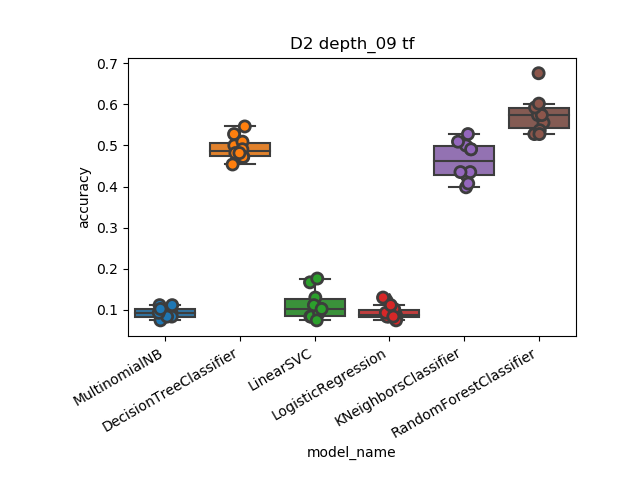 D2 depth_09 tf
0.7
0.6
0.5
0.4
0.3
0.2
0.1
accuracy
MultinomialNB
DecisionTreeClassifier
LinearSVC
LogisticRegression
KNeighborsClassifier
RandomForestClassifier
model_name